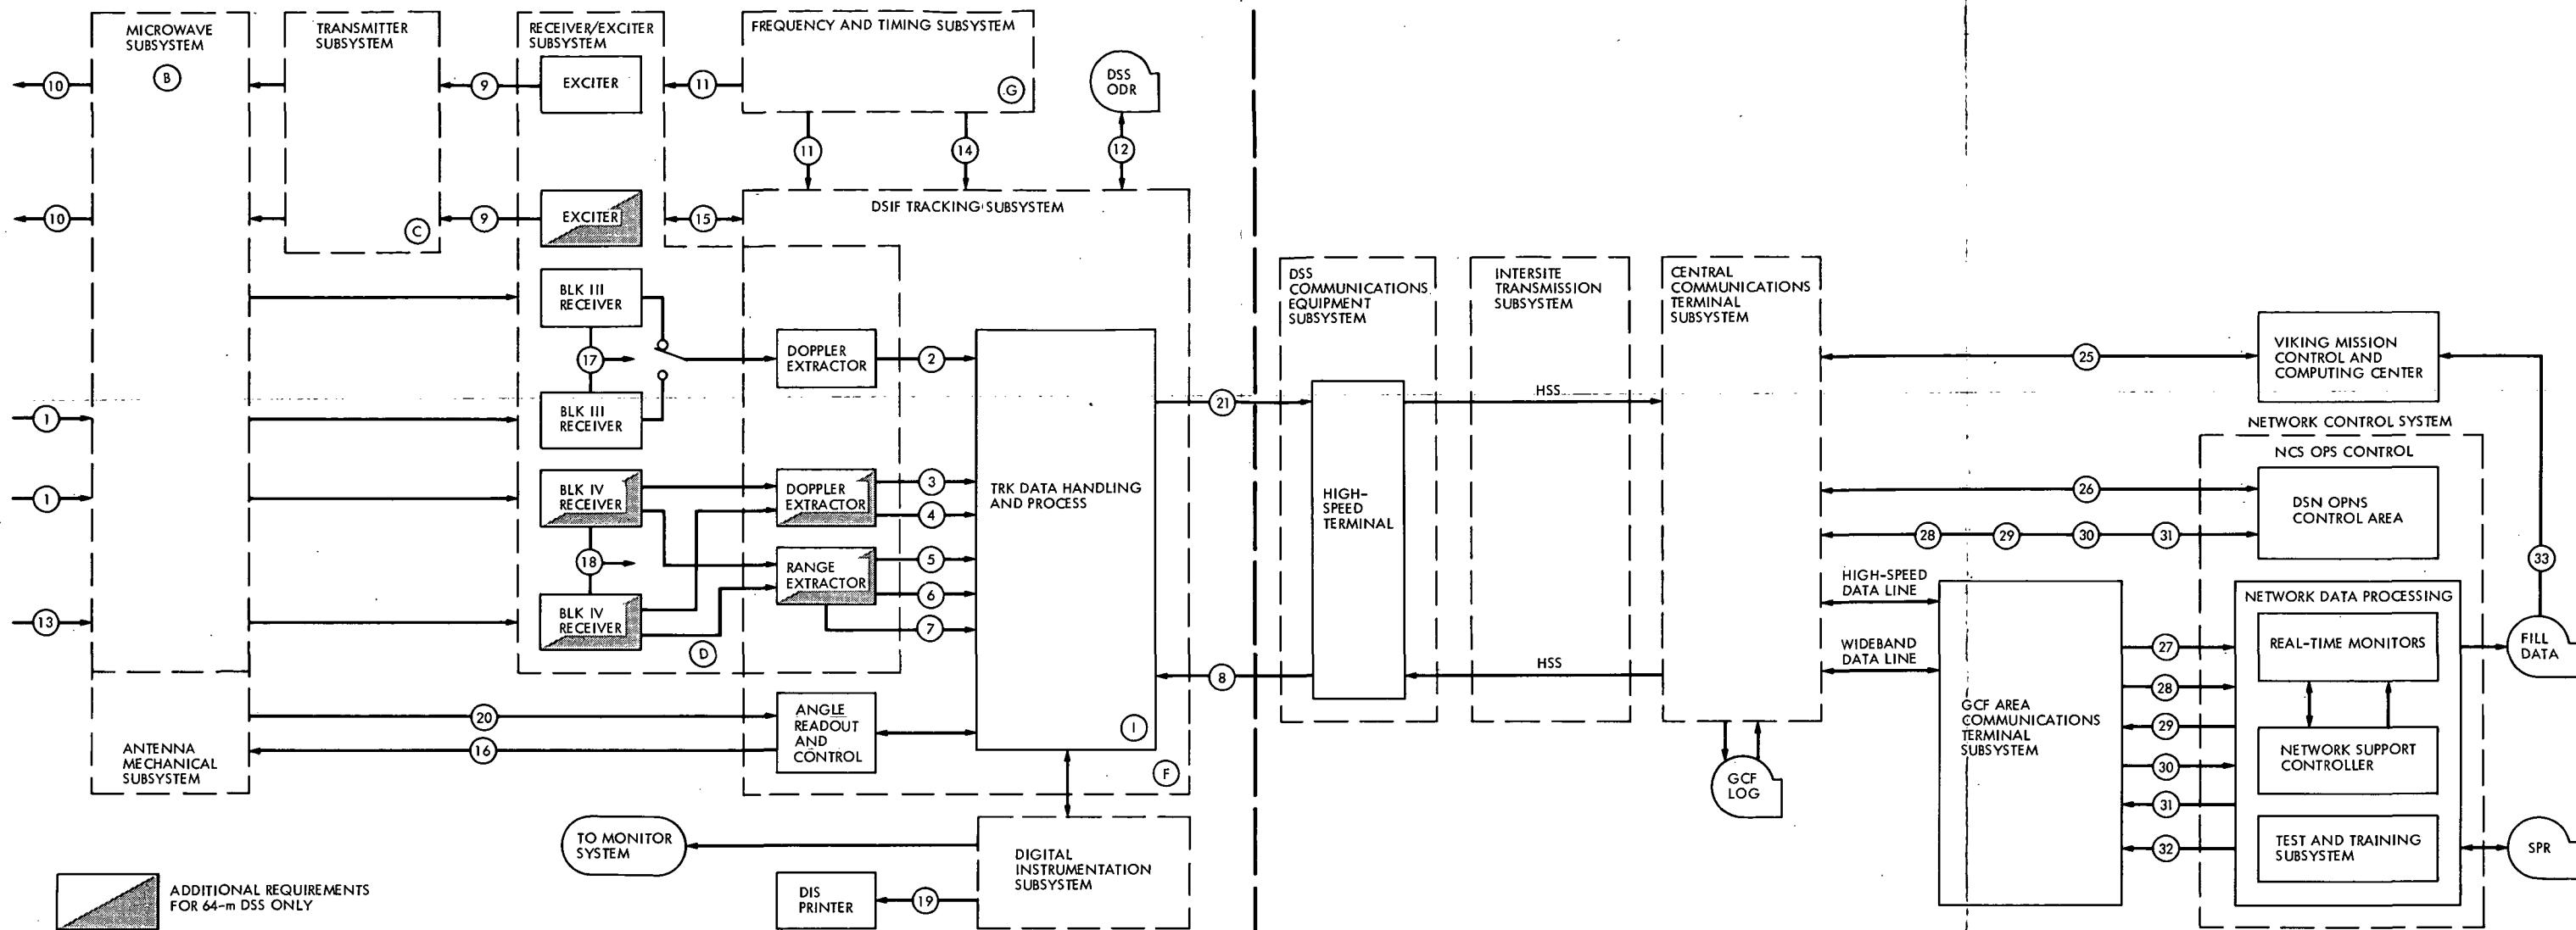 MICROWAVE
SUBSYSTEM
B
TRANSMITTER
SUBSYSTEM
C
RECEIVER/EXCITER
SUBSYSTEM
EXCITER
EXCITER
FREQUENCY AND TIMING SUBSYSTEM
G
DSS
ODR
10
9
11
11
14
12
10
9
15
DSIF TRACKING SUBSYSTEM
BLK III
RECEIVER
17
BLK III
RECEIVER
DOPPLER
EXTRACTOR
2
1
1
BLK IV
RECEIVER
18
BLK IV
RECEIVER
D
DOPPLER
EXTRACTOR
3
4
RANGE
EXTRACTOR
5
6
7
13
TRK DATA HANDLING
AND PROCESS
I
F
ANTENNA
MECHANICAL
SUBSYSTEM
20
16
ANGLE
READOUT
AND
CONTROL
21
8
TO MONITOR
SYSTEM
DIGITAL
INSTRUMENTATION
SUBSYSTEM
DIS
PRINTER
19
ADDITIONAL REQUIREMENTS
FOR 64-m DSS ONLY
DSS
COMMUNICATIONS
EQUIPMENT
SUBSYSTEM
HIGH-
SPEED
TERMINAL
INTERSITE
TRANSMISSION
SUBSYSTEM
HSS
HSS
CENTRAL
COMMUNICATIONS
TERMINAL
SUBSYSTEM
GCF
LOG
25
VIKING MISSION
CONTROL AND
COMPUTING CENTER
NETWORK CONTROL SYSTEM
NCS OPS CONTROL
26
DSN OPNS
CONTROL AREA
28
29
30
31
HIGH-SPEED
DATA LINE
WIDEBAND
DATA LINE
GCF AREA
COMMUNICATIONS
TERMINAL
SUBSYSTEM
27
28
29
30
31
32
NETWORK DATA PROCESSING
REAL-TIME MONITORS
NETWORK SUPPORT
CONTROLLER
TEST AND TRAINING
SUBSYSTEM
33
FILL
DATA
SPR